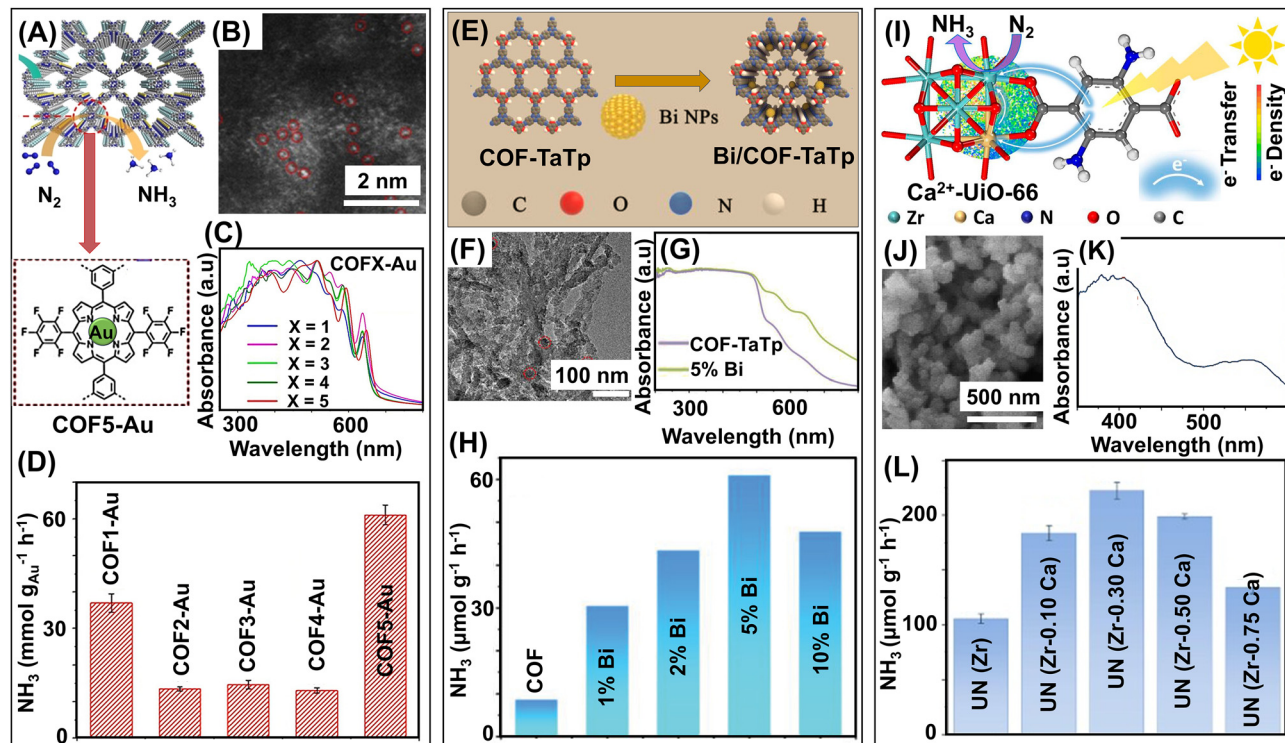 (A)
N2
NH3
Au
N
N
N
N
F
F
F
F
F
F
F
F
F
F
COF5-Au
(B)
2 nm
(C)
COFX-Au
X = 1
X = 2
X = 3
X = 4
X = 5
Absorbance (a.u)
300
600
Wavelength (nm)
(D)
NH3 (mmol gAu-1 h-1)
60
30
0
COF1-Au
COF2-Au
COF3-Au
COF4-Au
COF5-Au
(E)
Bi NPs
COF-TaTp
Bi/COF-TaTp
C
O
N
H
(F)
100 nm
(G)
COF-TaTp
5% Bi
Absorbance (a.u)
300
600
Wavelength (nm)
(H)
NH3 (μmol g-1 h-1)
60
30
0
COF
1% Bi
2% Bi
5% Bi
10% Bi
(I)
NH3
N2
Ca2+-UiO-66
e-
e- Transfer
e- Density
Zr
Ca
N
O
C
(J)
500 nm
(K)
Absorbance (a.u)
400
500
Wavelength (nm)
(L)
NH3 (μmol g-1 h-1)
200
100
0
UN (Zr)
UN (Zr-0.10 Ca)
UN (Zr-0.30 Ca)
UN (Zr-0.50 Ca)
UN (Zr-0.75 Ca)